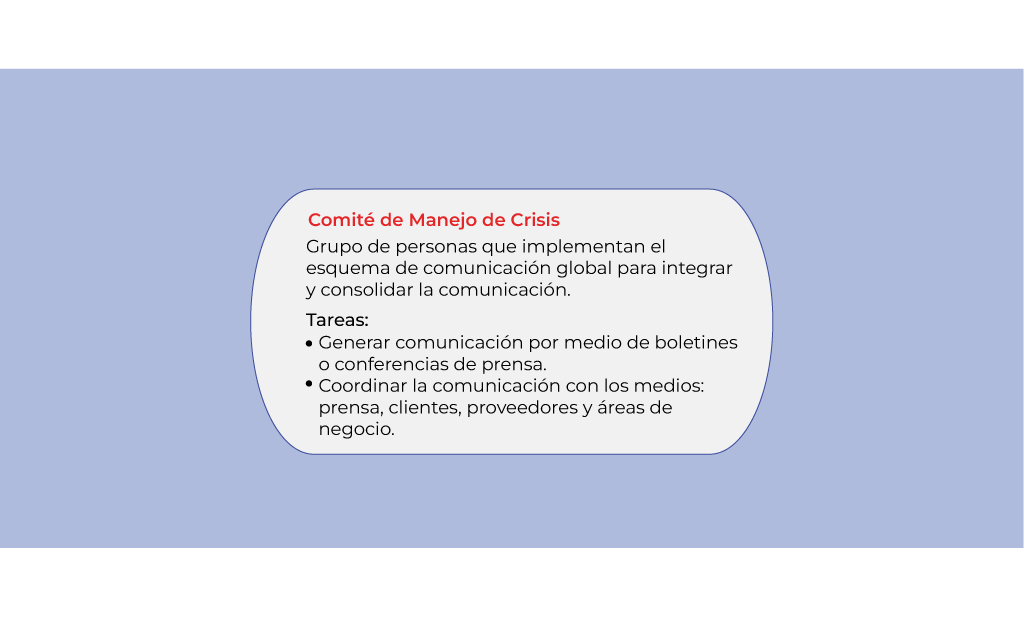 Comité de Manejo de Crisis
Grupo de personas que implementan el
esquema de comunicación global para integrar
y consolidar la comunicación.
Tareas:
• Generar comunicación por medio de boletines
o conferencias de prensa.
• Coordinar la comunicación con los medios:
prensa, clientes, proveedores y áreas de
negocio.